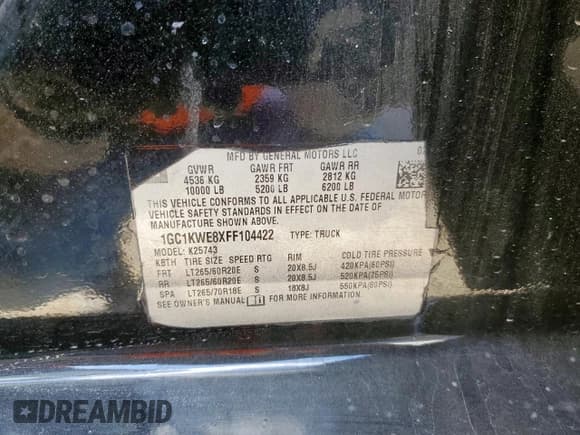 MFD BY GENERAL MOTORS LLC
GVWR GAWR FRT GAWR RR
4536 KG 2359 KG 2812 KG
10000 LB 5200 LB 6200 LB
THIS VEHICLE CONFORMS TO ALL APPLICABLE U.S. FEDERAL MOTOR
VEHICLE SAFETY STANDARDS IN EFFECT ON THE DATE OF
MANUFACTURE SHOWN ABOVE.
1GC1KWE8XFF104422 TYPE: TRUCK
MODEL: K25743
KBTH TIRE SIZE SPEED RTG RIM COLD TIRE PRESSURE
FRT LT265/60R20E S 20X8.5J 420KPA(60PSI)
RR LT265/60R20E S 20X8.5J 520KPA(75PSI)
SPA LT265/70R18E S 18X8J 550KPA(80PSI)
SEE OWNER'S MANUAL FOR MORE INFORMATION
DREAMBID